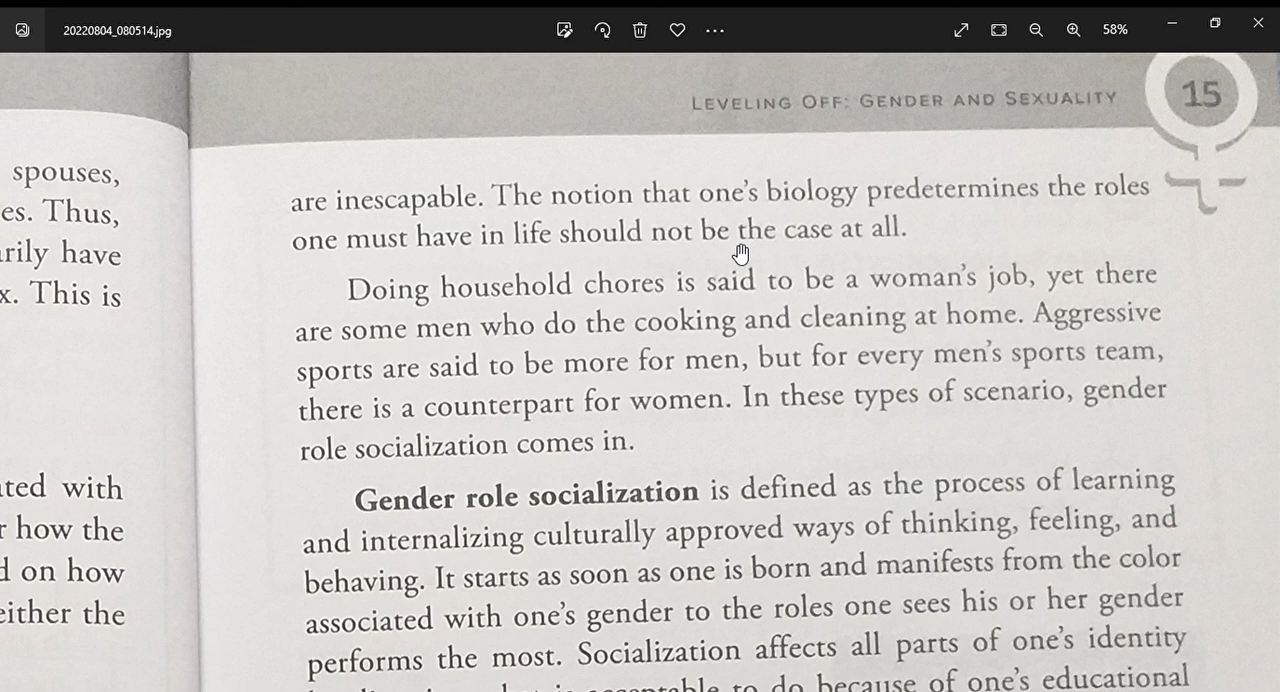 20220804_080514.jpg
58%
LEVELING OFF: GENDER AND SEXUALITY
15
spouses,
es. Thus,
have
x. This is
with
how the
on how
the
are inescapable. The notion that one's biology predetermines the roles
one must have in life should not be the case at all.
Doing household chores is said to be a woman's job, yet there
are some men who do the cooking and cleaning at home. Aggressive
sports are said to be more for men, but for every men's sports team,
there is a counterpart for women. In these types of scenario, gender
role socialization comes in.
Gender role socialization is defined as the process of learning
and internalizing culturally approved ways of thinking, feeling, and
behaving. It starts as soon as one is born and manifests from the color
associated with one's gender to the roles one sees his or her gender
performs the most. Socialization affects all parts of one's identity
to do because of one's educational